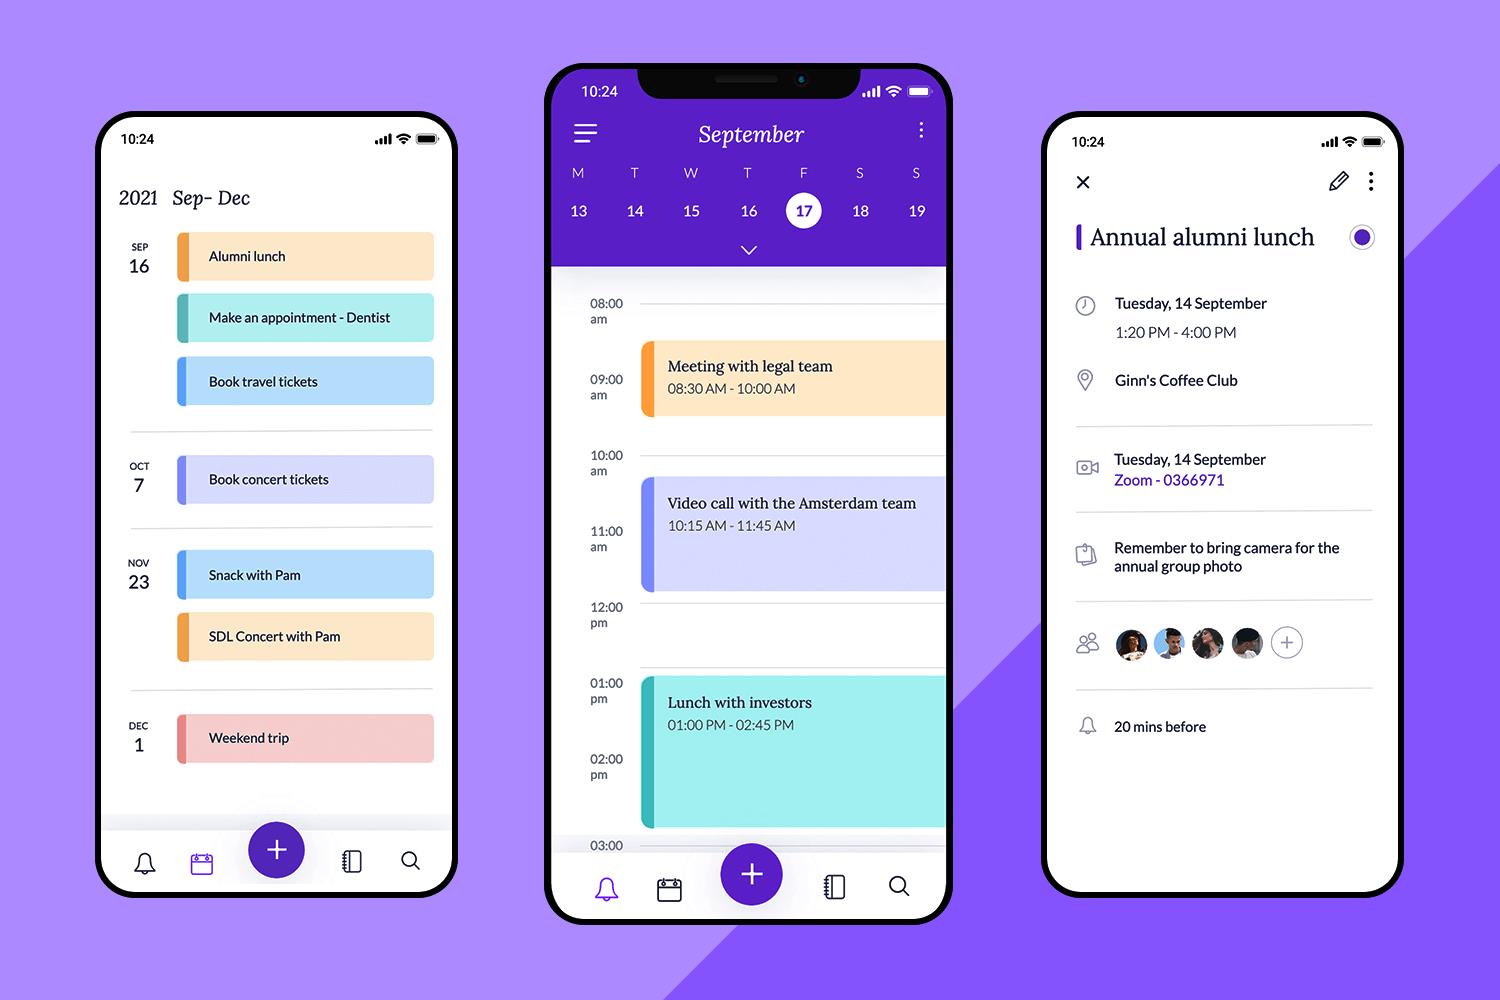 10:24
2021 Sep- Dec
SEP
16
Alumni lunch
Make an appointment - Dentist
Book travel tickets
OCT
7
Book concert tickets
NOV
23
Snack with Pam
SDL Concert with Pam
DEC
1
Weekend trip
10:24
September
M T W T F S S
13 14 15 16 17 18 19
08:00
am
Meeting with legal team
08:30 AM - 10:00 AM
09:00
am
10:00
am
Video call with the Amsterdam team
10:15 AM - 11:45 AM
11:00
am
12:00
pm
01:00
pm
Lunch with investors
01:00 PM - 02:45 PM
02:00
pm
03:00
10:24
Annual alumni lunch
Tuesday, 14 September
1:20 PM - 4:00 PM
Ginn's Coffee Club
Tuesday, 14 September
Zoom - 0366971
Remember to bring camera for the
annual group photo
20 mins before